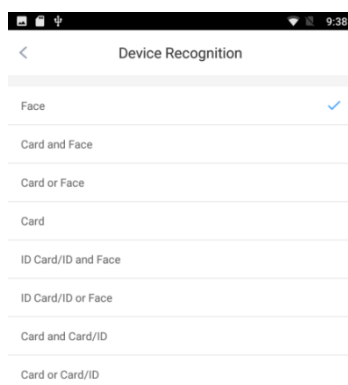 9:38
Device Recognition
Face
Card and Face
Card or Face
Card
ID Card/ID and Face
ID Card/ID or Face
Card and Card/ID
Card or Card/ID